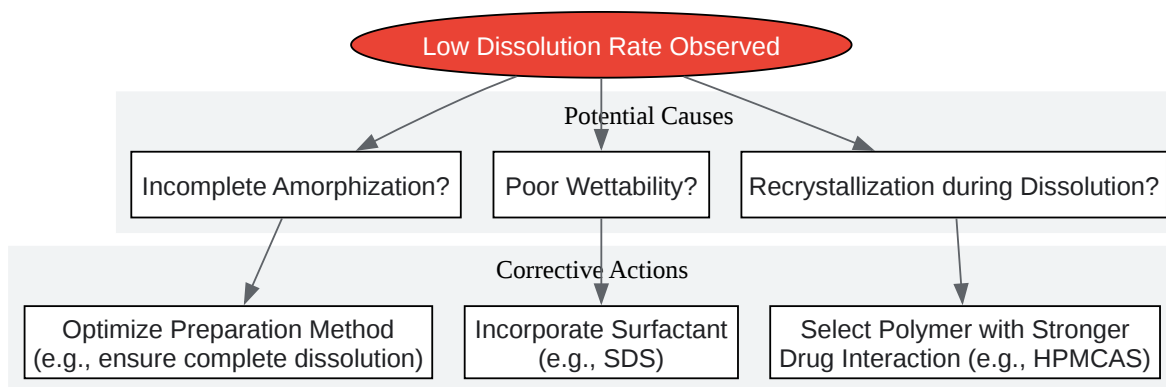 Low Dissolution Rate Observed
Potential Causes
Incomplete Amorphization?
Poor Wettability?
Recrystallization during Dissolution?
Corrective Actions
Optimize Preparation Method
(e.g., ensure complete dissolution)
Incorporate Surfactant
(e.g., SDS)
Select Polymer with Stronger
Drug Interaction (e.g., HPMCAS)